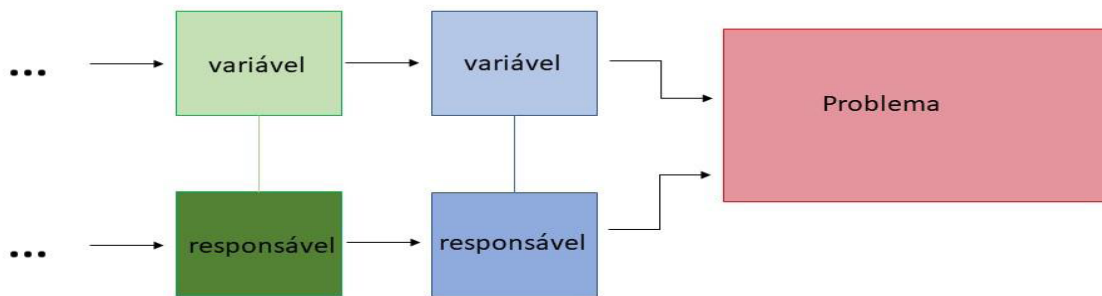 ...
variável
variável
Problema
...
responsável
responsável